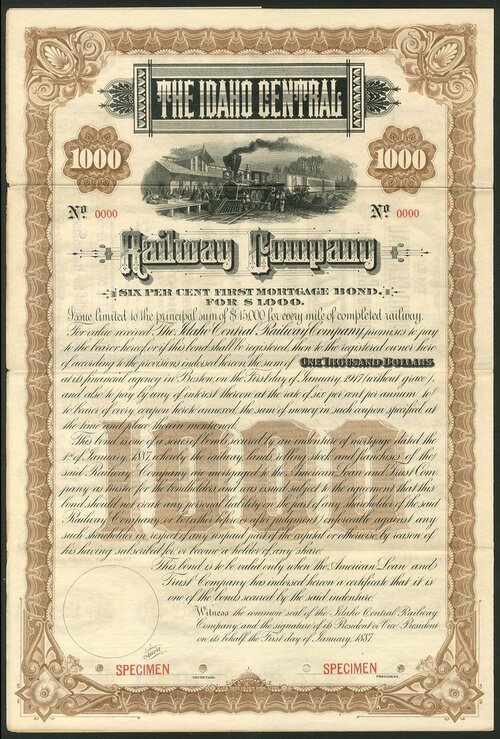 THE IDAHO CENTRAL
1000 1000
No 0000 No 0000
Railway Company
SIX PER CENT FIRST MORTGAGE BOND.
FOR $1,000.
Issue limited to the principal sum of $15,000 for every mile of completed railway.
For value received, The Idaho Central Railway Company, promises to pay
to the bearer hereof, or if this bond shall be registered, then to the registered owner hereof
of according to the provisions indorsed hereon, the sum of ONE THOUSAND DOLLARS
at its financial agency in Boston, on the First day of January 1917 (without grace),
and also to pay by way of interest thereon at the rate of six per cent per annum to
to bearer of every coupon hereto annexed, the sum of money in such coupon specified, at
the time & place therein mentioned.
This bond is one of a series of bonds secured by an indenture of mortgage dated the
1st of January 1887 whereby the railway, lands, rolling stock and franchises of the
said Railway Company, are mortgaged to the American Loan and Trust Com
pany as trustee for the bondholders and was issued subject to the agreement that this
bond should not create any personal liability on the part of any shareholder of the said
Railway Company, or be either before or after judgment enforceable against any
such shareholder in respect of any unpaid part of the capital or otherwise by reason of
his having subscribed for, or become a holder of any share.
This bond is to be valid only when the American Loan and
Trust Company has indorsed hereon a certificate that it is
one of the bonds secured by the said indenture.
Witness the common seal of the Idaho Central Railway
Company, and the signature of its President or Vice President
on its behalf, the First day of January, 1887.
SPECIMEN SPECIMEN
SECRETARY. PRESIDENT.